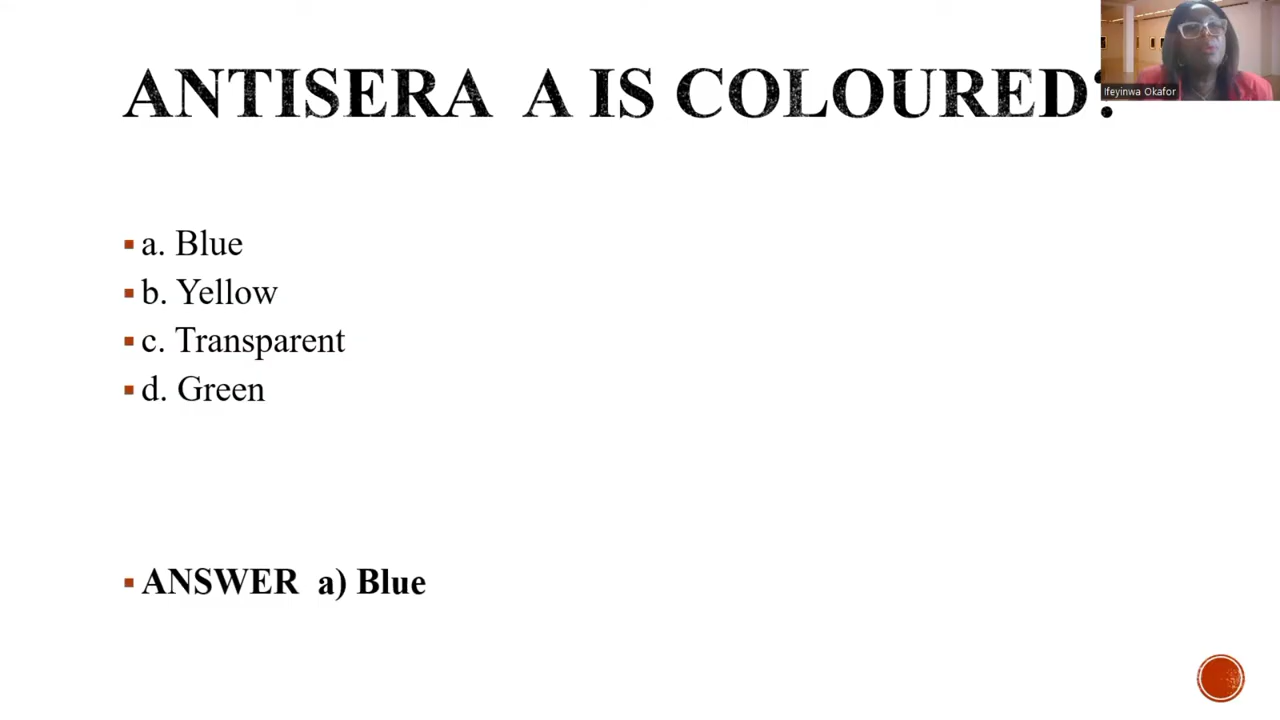 ANTISERA A IS COLOURED?
Ifeyinwa Okafor
a. Blue
b. Yellow
c. Transparent
d. Green
ANSWER a) Blue